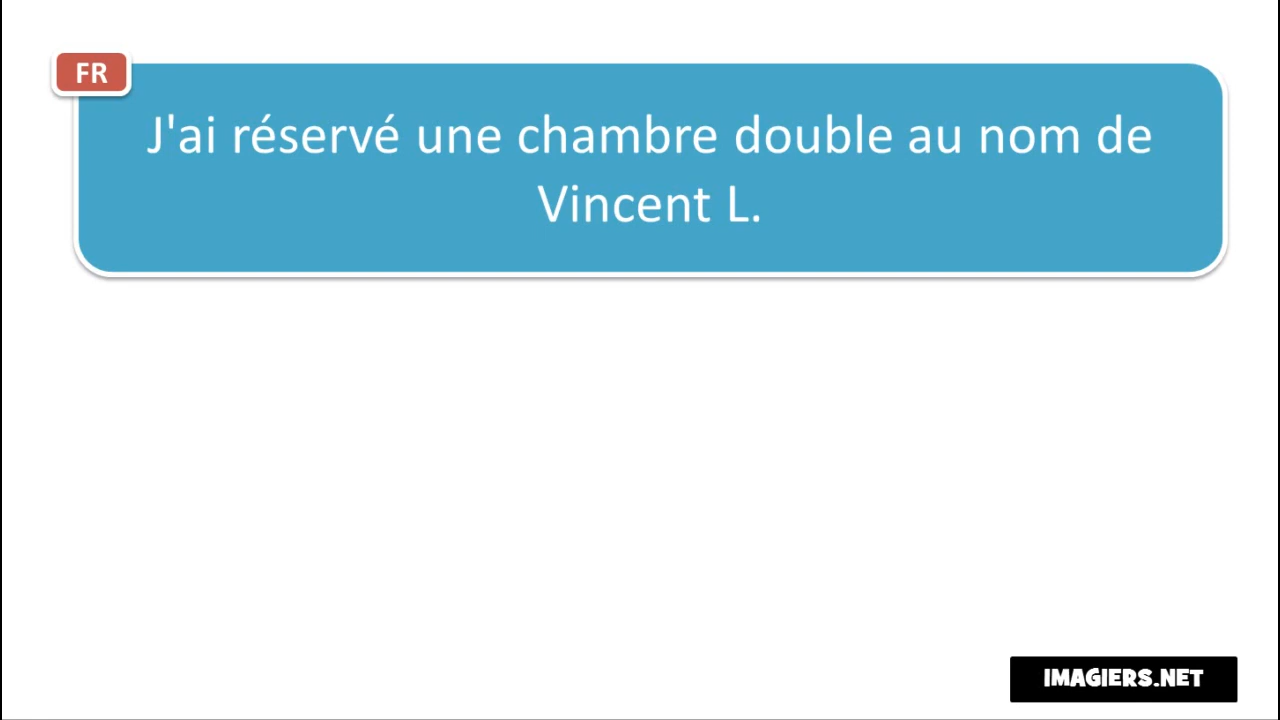 FR
J'ai réservé une chambre double au nom de
Vincent L.
IMAGIERS.NET